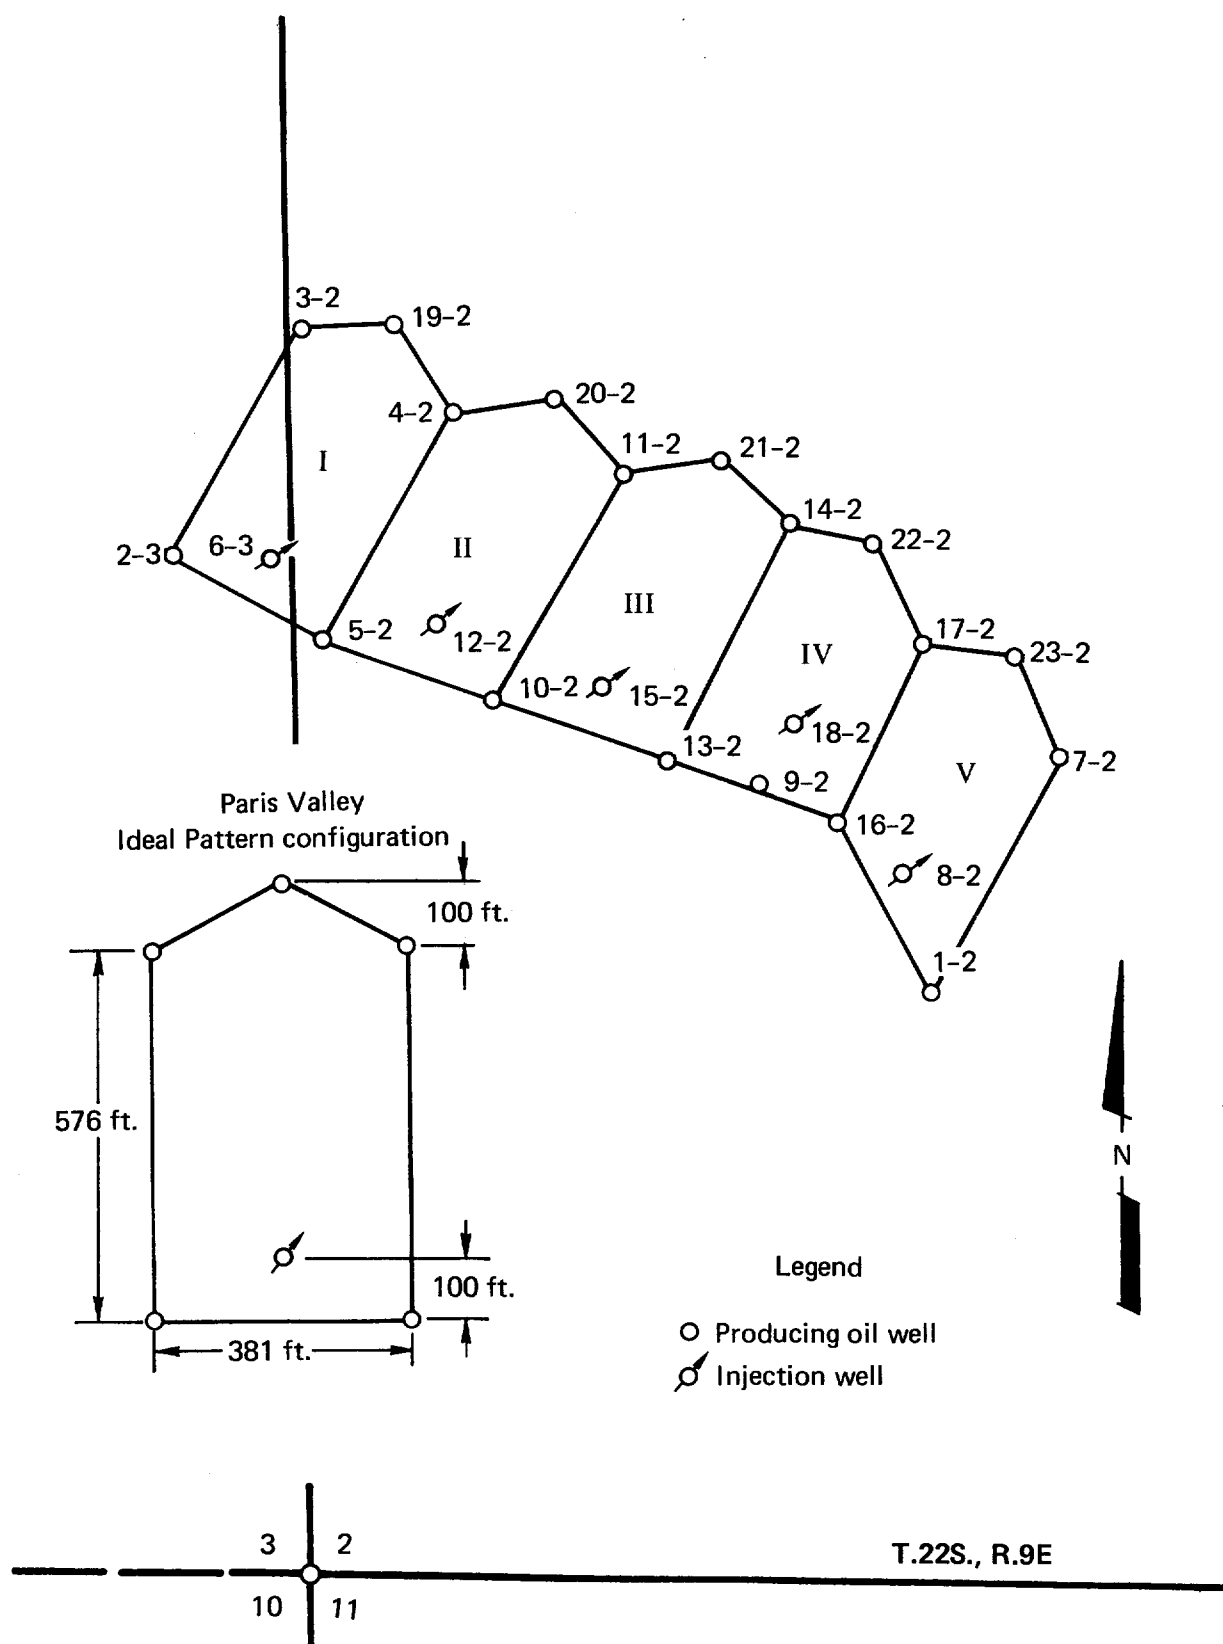 3-2
19-2
4-2
20-2
11-2
21-2
I
14-2
22-2
2-3
6-3
II
III
5-2
12-2
17-2
23-2
IV
10-2
15-2
18-2
13-2
7-2
V
9-2
16-2
8-2
1-2
Paris Valley
Ideal Pattern configuration
100 ft.
576 ft.
100 ft.
381 ft.
N
Legend
Producing oil well
Injection well
3 2
T.22S., R.9E
10 11